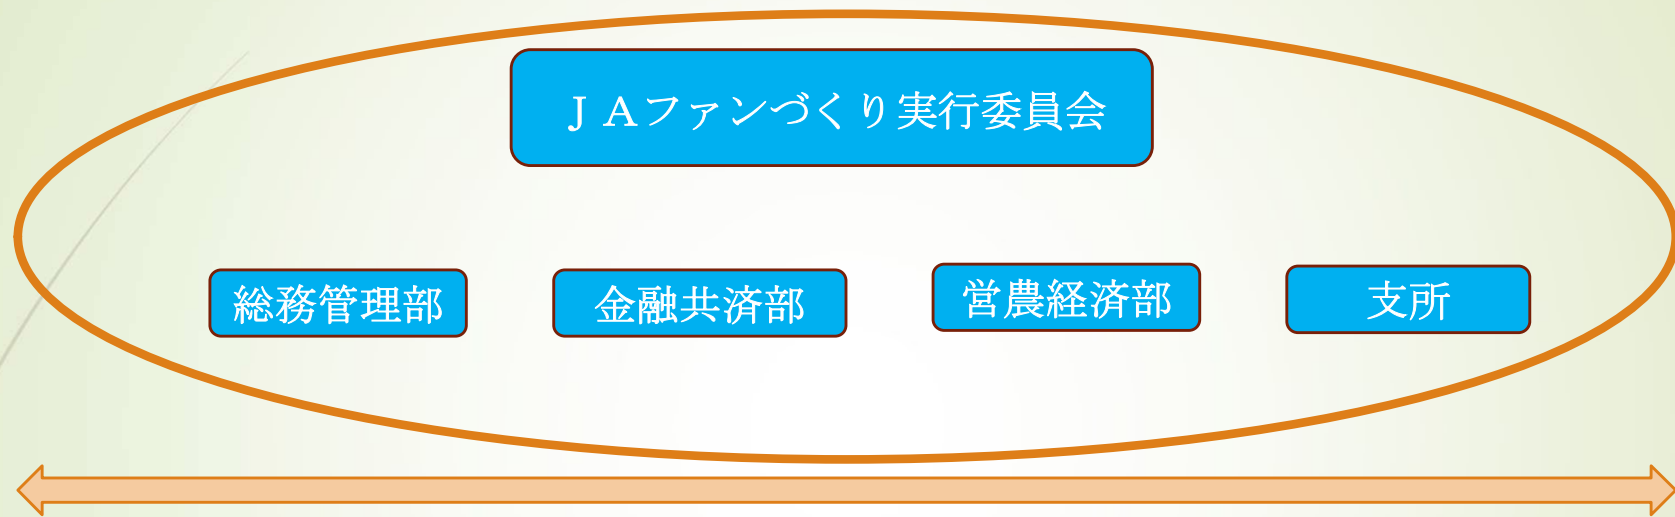 ＪＡファンづくり実行委員会
総務管理部
金融共済部
営農経済部
支所